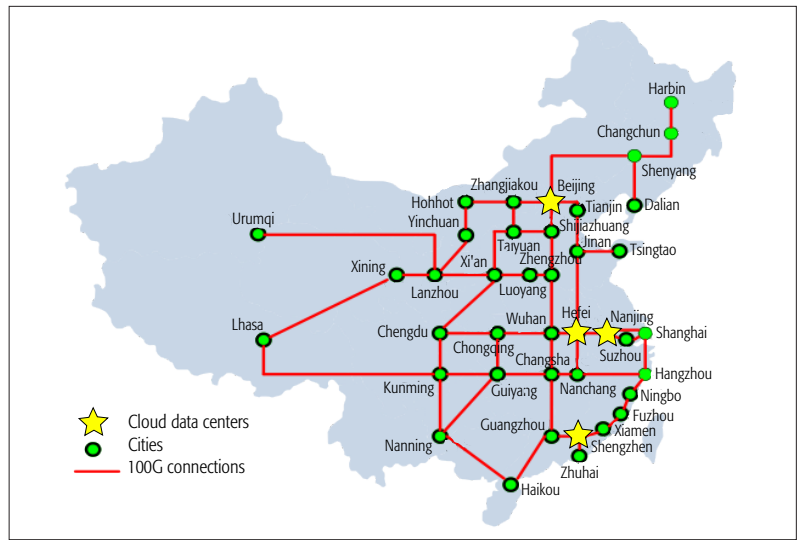 Harbin
Changchun
Shenyang
Zhangjiakou
Beijing
Hohhot
Tianjin
Dalian
Urumqi
Yinchuan
Shijiazhuang
Taiyuan
Jinan
Tsingtao
Xining
Xi'an
Zhengzhou
Lanzhou
Luoyang
Lhasa
Chengdu
Wuhan
Hefei
Nanjing
Shanghai
Chongqing
Suzhou
Changsha
Kunming
Guiyang
Nanchang
Hangzhou
Ningbo
Fuzhou
Guangzhou
Xiamen
Nanning
Shengzhen
Zhuhai
Haikou
Cloud data centers
Cities
100G connections